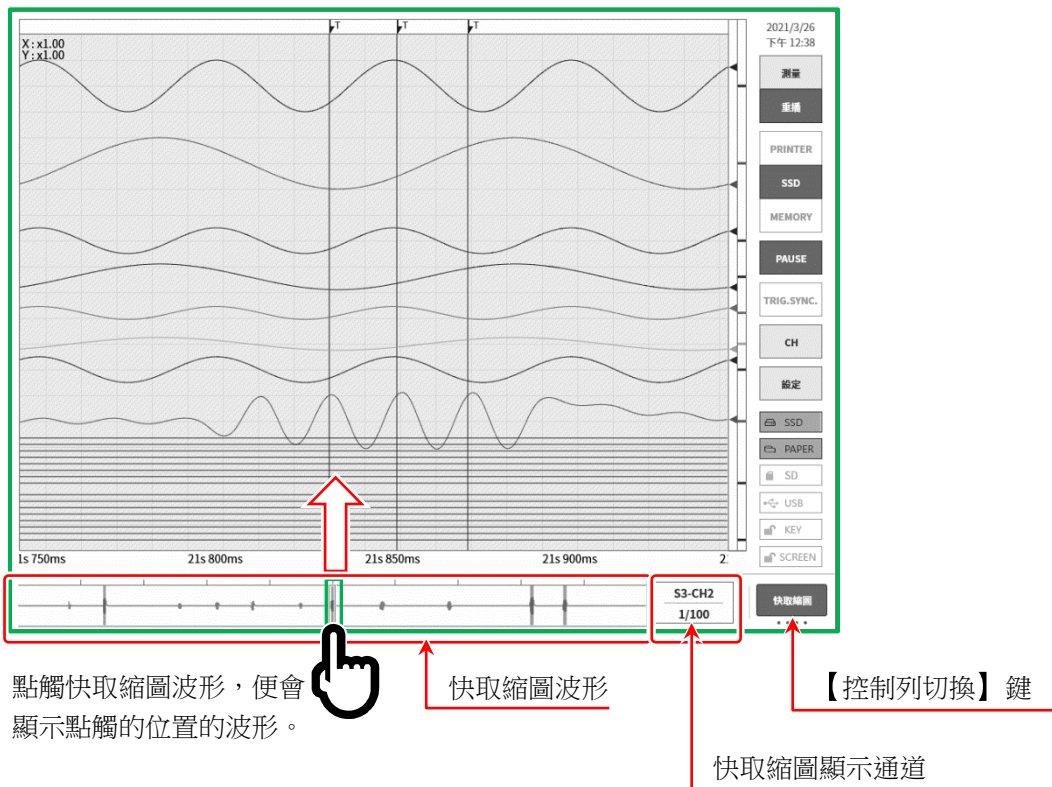 T
T
T
X:x1.00
Y:x1.00
2021/3/26
下午 12:38
測量
重播
PRINTER
SSD
MEMORY
PAUSE
TRIG.SYNC.
CH
設定
SSD
PAPER
SD
USB
KEY
SCREEN
1s 750ms
21s 800ms
21s 850ms
21s 900ms
2:
S3-CH2
1/100
快取縮圖
點觸快取縮圖波形，便會
顯示點觸的位置的波形。
快取縮圖波形
【控制列切換】鍵
快取縮圖顯示通道